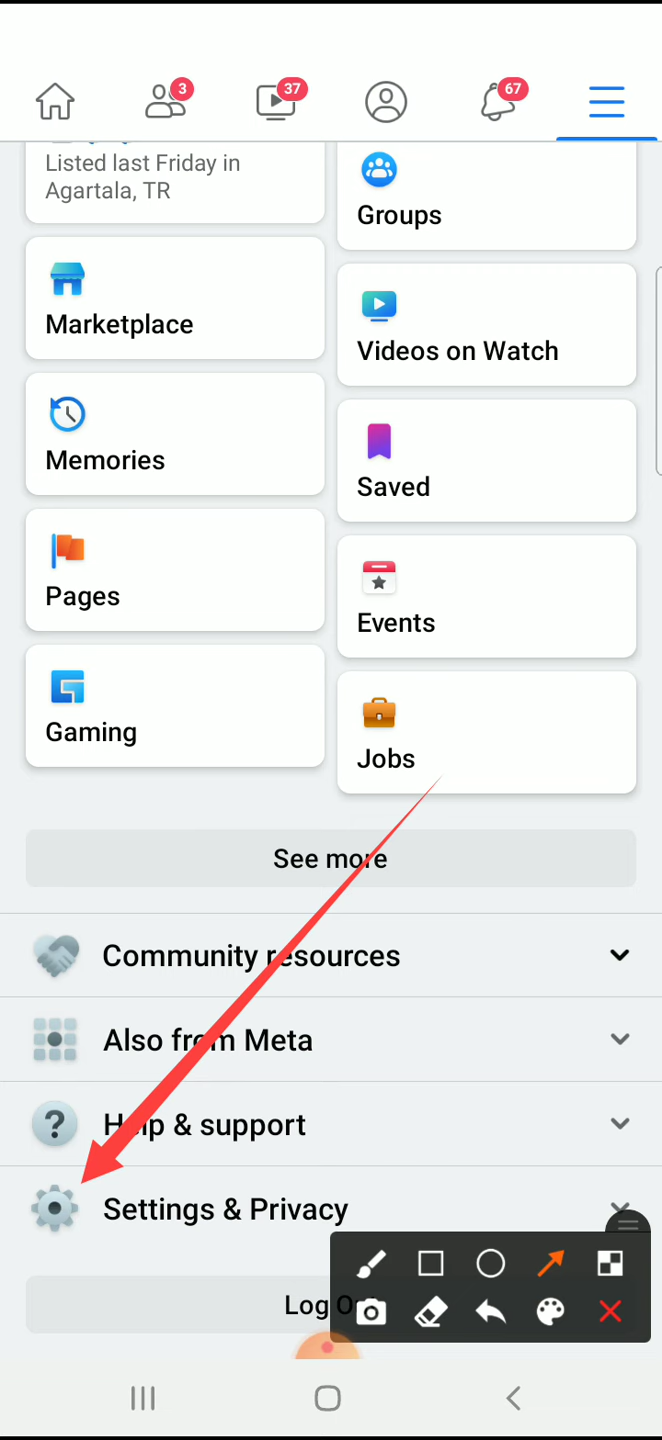 3
37
67
Listed last Friday in
Agartala, TR
Groups
Marketplace
Videos on Watch
Memories
Saved
Pages
Events
Gaming
Jobs
See more
Community resources
Also from Meta
Help & support
Settings & Privacy
Log O